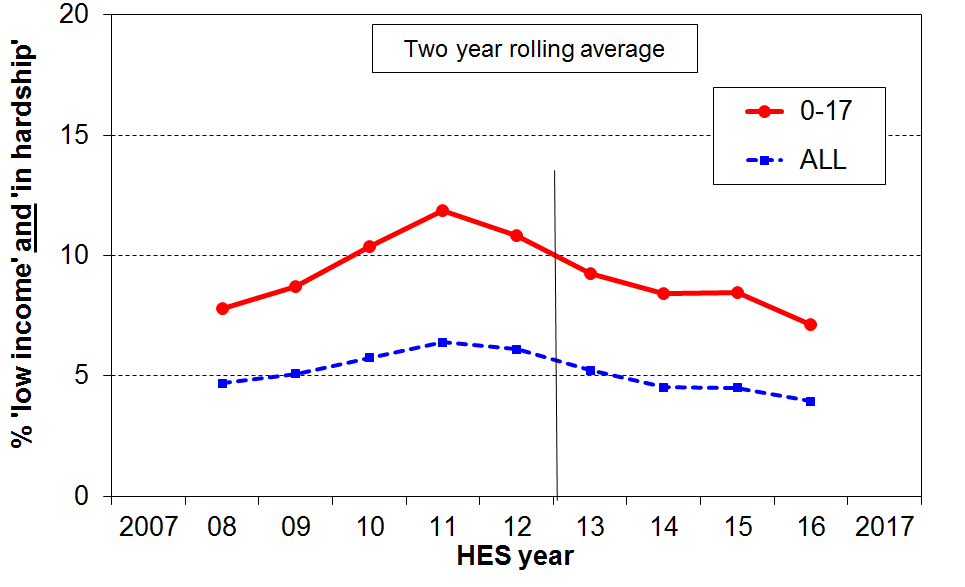 % 'low income' and 'in hardship'
20
15
10
5
0
Two year rolling average
0-17
ALL
2007 08 09 10 11 12 13 14 15 16 2017
HES year